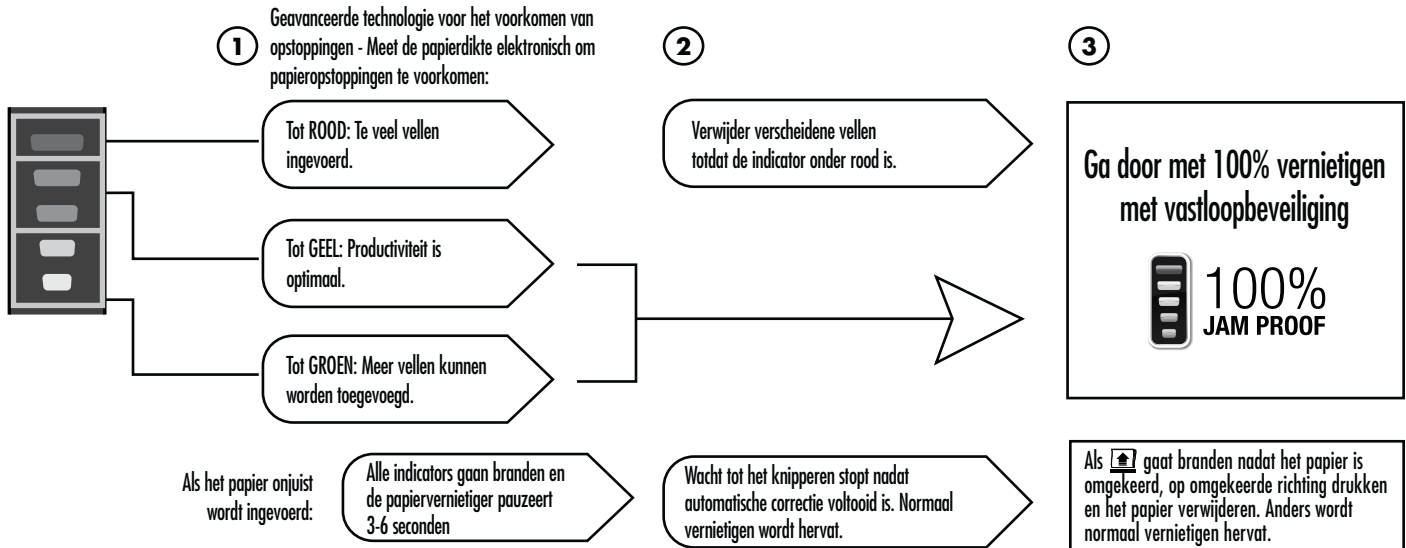 1
Geavanceerde technologie voor het voorkomen van
opstoppingen - Meet de papierdikte elektronisch om
papieropstoppingen te voorkomen:
Tot ROOD: Te veel vellen
ingevoerd.
Tot GEEL: Productiviteit is
optimaal.
Tot GROEN: Meer vellen kunnen
worden toegevoegd.
2
Verwijder verscheidene vellen
totdat de indicator onder rood is.
3
Ga door met 100% vernietigen
met vastloopbeveiliging
100%
JAM PROOF
Als het papier onjuist
wordt ingevoerd:
Alle indicators gaan branden en
de papiervernietiger pauzeert
3-6 seconden
Wacht tot het knipperen stopt nadat
automatische correctie voltooid is. Normaal
vernietigen wordt hervat.
Als gaat branden nadat het papier is
omgekeerd, op omgekeerde richting drukken
en het papier verwijderen. Anders wordt
normaal vernietigen hervat.